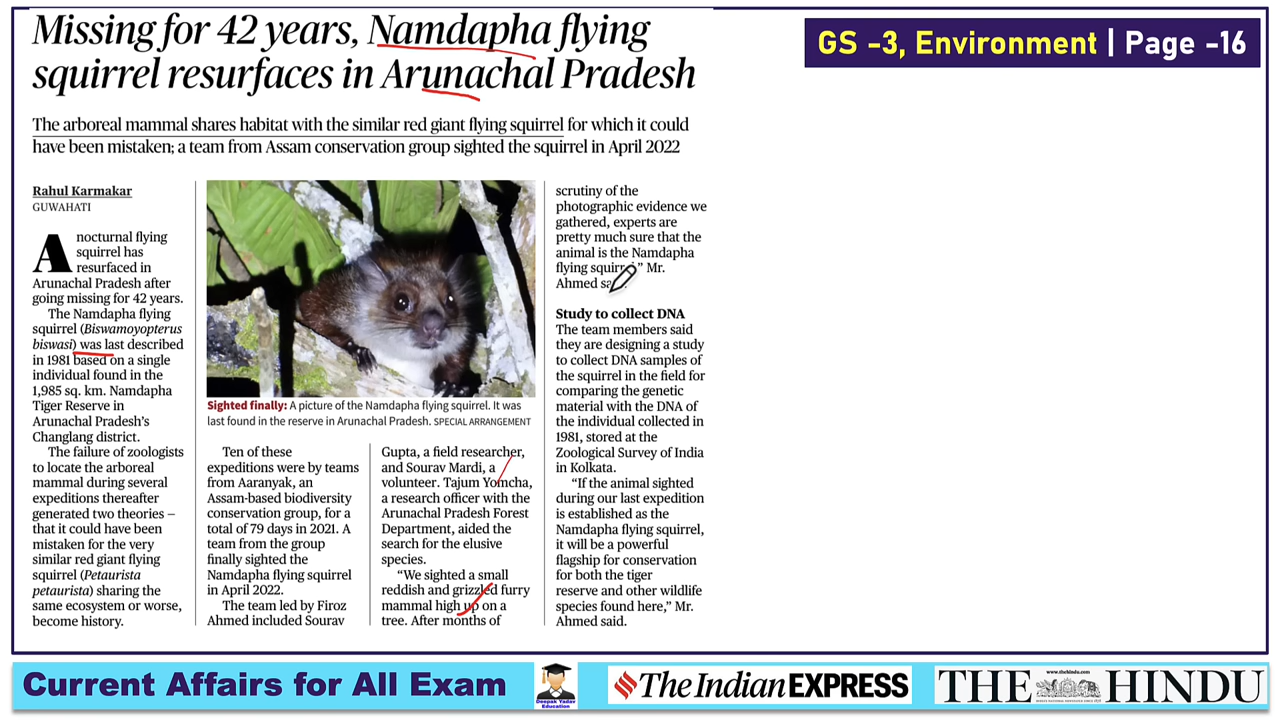 Missing for 42 years, Namdapha flying
squirrel resurfaces in Arunachal Pradesh
GS -3, Environment | Page -16
The arboreal mammal shares habitat with the similar red giant flying squirrel for which it could
have been mistaken; a team from Assam conservation group sighted the squirrel in April 2022
Rahul Karmakar
GUWAHATI
A nocturnal flying
squirrel has
resurfaced in
Arunachal Pradesh after
going missing for 42 years.
The Namdapha flying
squirrel (Biswamoyopterus
biswasi) was last described
in 1981 based on a single
individual found in the
1,985 sq. km. Namdapha
Tiger Reserve in
Arunachal Pradesh's
Changlang district.
The failure of zoologists
to locate the arboreal
mammal during several
expeditions thereafter
generated two theories —
that it could have been
mistaken for the very
similar red giant flying
squirrel (Petaurista
petaurista) sharing the
same ecosystem or worse,
become history.
Sighted finally: A picture of the Namdapha flying squirrel. It was
last found in the reserve in Arunachal Pradesh. SPECIAL ARRANGEMENT
Ten of these
expeditions were by teams
from Aaranyak, an
Assam-based biodiversity
conservation group, for a
total of 79 days in 2021. A
team from the group
finally sighted the
Namdapha flying squirrel
in April 2022.
The team led by Firoz
Ahmed included Sourav
Gupta, a field researcher,
and Sourav Mardi, a
volunteer. Tajum Yomcha,
a research officer with the
Arunachal Pradesh Forest
Department, aided the
search for the elusive
species.
"We sighted a small
reddish and grizzled furry
mammal high up on a
tree. After months of
scrutiny of the
photographic evidence we
gathered, experts are
pretty much sure that the
animal is the Namdapha
flying squirrel," Mr.
Ahmed
Study to collect DNA
The team members said
they are designing a study
to collect DNA samples of
the squirrel in the field for
comparing the genetic
material with the DNA of
the individual collected in
1981, stored at the
Zoological Survey of India
in Kolkata.
"If the animal sighted
during our last expedition
is established as the
Namdapha flying squirrel,
it will be a powerful
flagship for conservation
for both the tiger
reserve and other wildlife
species found here," Mr.
Ahmed said.
Current Affairs for All Exam
Deepak Yadav
Education
The Indian EXPRESS
www.thehindu.com
THE HINDU